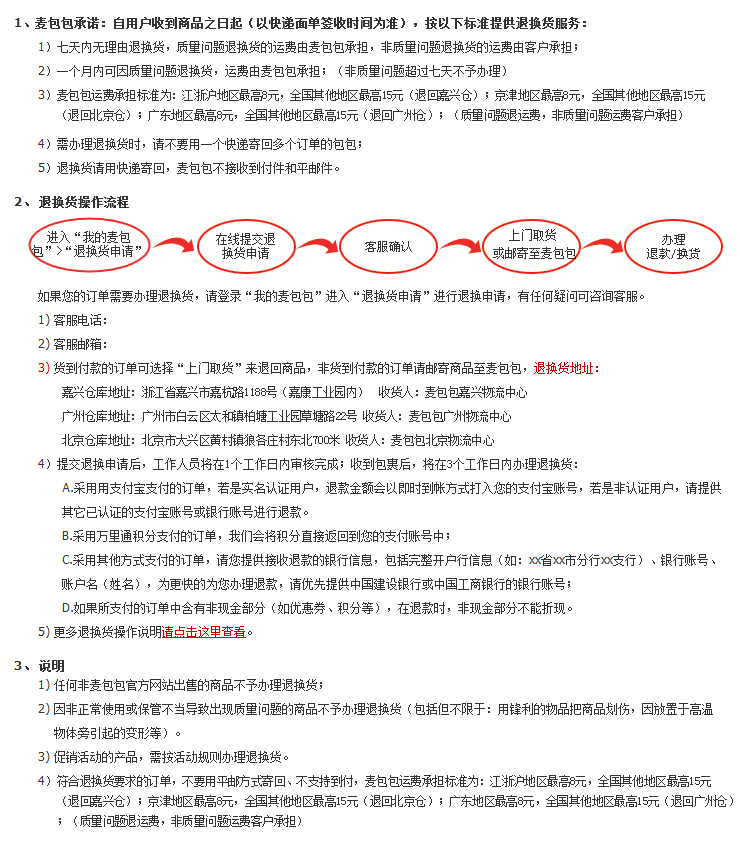 1、麦包包承诺：自用户收到商品之日起（以快递面单签收时间为准），按以下标准提供退换货服务：
1）七天内无理由退换货，质量问题退换货的运费由麦包包承担，非质量问题退换货的运费由客户承担；
2）一个月内可因质量问题退换货，运费由麦包包承担；（非质量问题超过七天不予办理）
3）麦包包运费承担标准为：江浙沪地区最高8元，全国其他地区最高15元（退回嘉兴仓）；京津地区最高8元，全国其他地区最高15元
（退回北京仓）；广东地区最高8元，全国其他地区最高15元（退回广州仓）；（质量问题退运费，非质量问题运费客户承担）
4）需办理退换货时，请不要用一个快递寄回多个订单的包包；
5）退换货请用快递寄回，麦包包不接收到付件和平邮件。
2、退换货操作流程
进入“我的麦包
包”>“退换货申请”
在线提交退
换货申请
客服确认
上门取货
或邮寄至麦包包
办理
退款/换货
如果您的订单需要办理退换货，请登录“我的麦包包”进入“退换货申请”进行退换申请，有任何疑问可咨询客服。
1) 客服电话：
2) 客服邮箱：
3) 货到付款的订单可选择“上门取货”来退回商品，非货到付款的订单请邮寄商品至麦包包，退换货地址：
嘉兴仓库地址：浙江省嘉兴市嘉杭路1188号（嘉康工业园内） 收货人：麦包包嘉兴物流中心
广州仓库地址：广州市白云区太和镇柏塘工业园草塘路22号 收货人：麦包包广州物流中心
北京仓库地址：北京市大兴区黄村镇狼各庄村东北700米 收货人：麦包包北京物流中心
4）提交退换申请后，工作人员将在1个工作日内审核完成；收到包裹后，将在3个工作日内办理退换货：
A.采用用支付宝支付的订单，若是实名认证用户，退款金额会以即时到帐方式打入您的支付宝账号，若是非认证用户，请提供
其它已认证的支付宝账号或银行账号进行退款。
B.采用万里通积分支付的订单，我们会将积分直接返回到您的支付账号中；
C.采用其他方式支付的订单，请您提供接收退款的银行信息，包括完整开户行信息（如：xx省xx市分行xx支行）、银行账号、
账户名（姓名），为更快的为您办理退款，请优先提供中国建设银行或中国工商银行的银行账号；
D.如果所支付的订单中含有非现金部分（如优惠券、积分等），在退款时，非现金部分不能折现。
5) 更多退换货操作说明请点击这里查看。
3、说明
1) 任何非麦包包官方网站出售的商品不予办理退换货；
2) 因非正常使用或保管不当导致出现质量问题的商品不予办理退换货（包括但不限于：用锋利的物品把商品划伤，因放置于高温
物体旁引起的变形等）。
3) 促销活动的产品，需按活动规则办理退换货。
4）符合退换货要求的订单，不要用平邮方式寄回、不支持到付，麦包包运费承担标准为：江浙沪地区最高8元，全国其他地区最高15元
（退回嘉兴仓）；京津地区最高8元，全国其他地区最高15元（退回北京仓）；广东地区最高8元，全国其他地区最高15元（退回广州仓）
；（质量问题退运费，非质量问题运费客户承担）